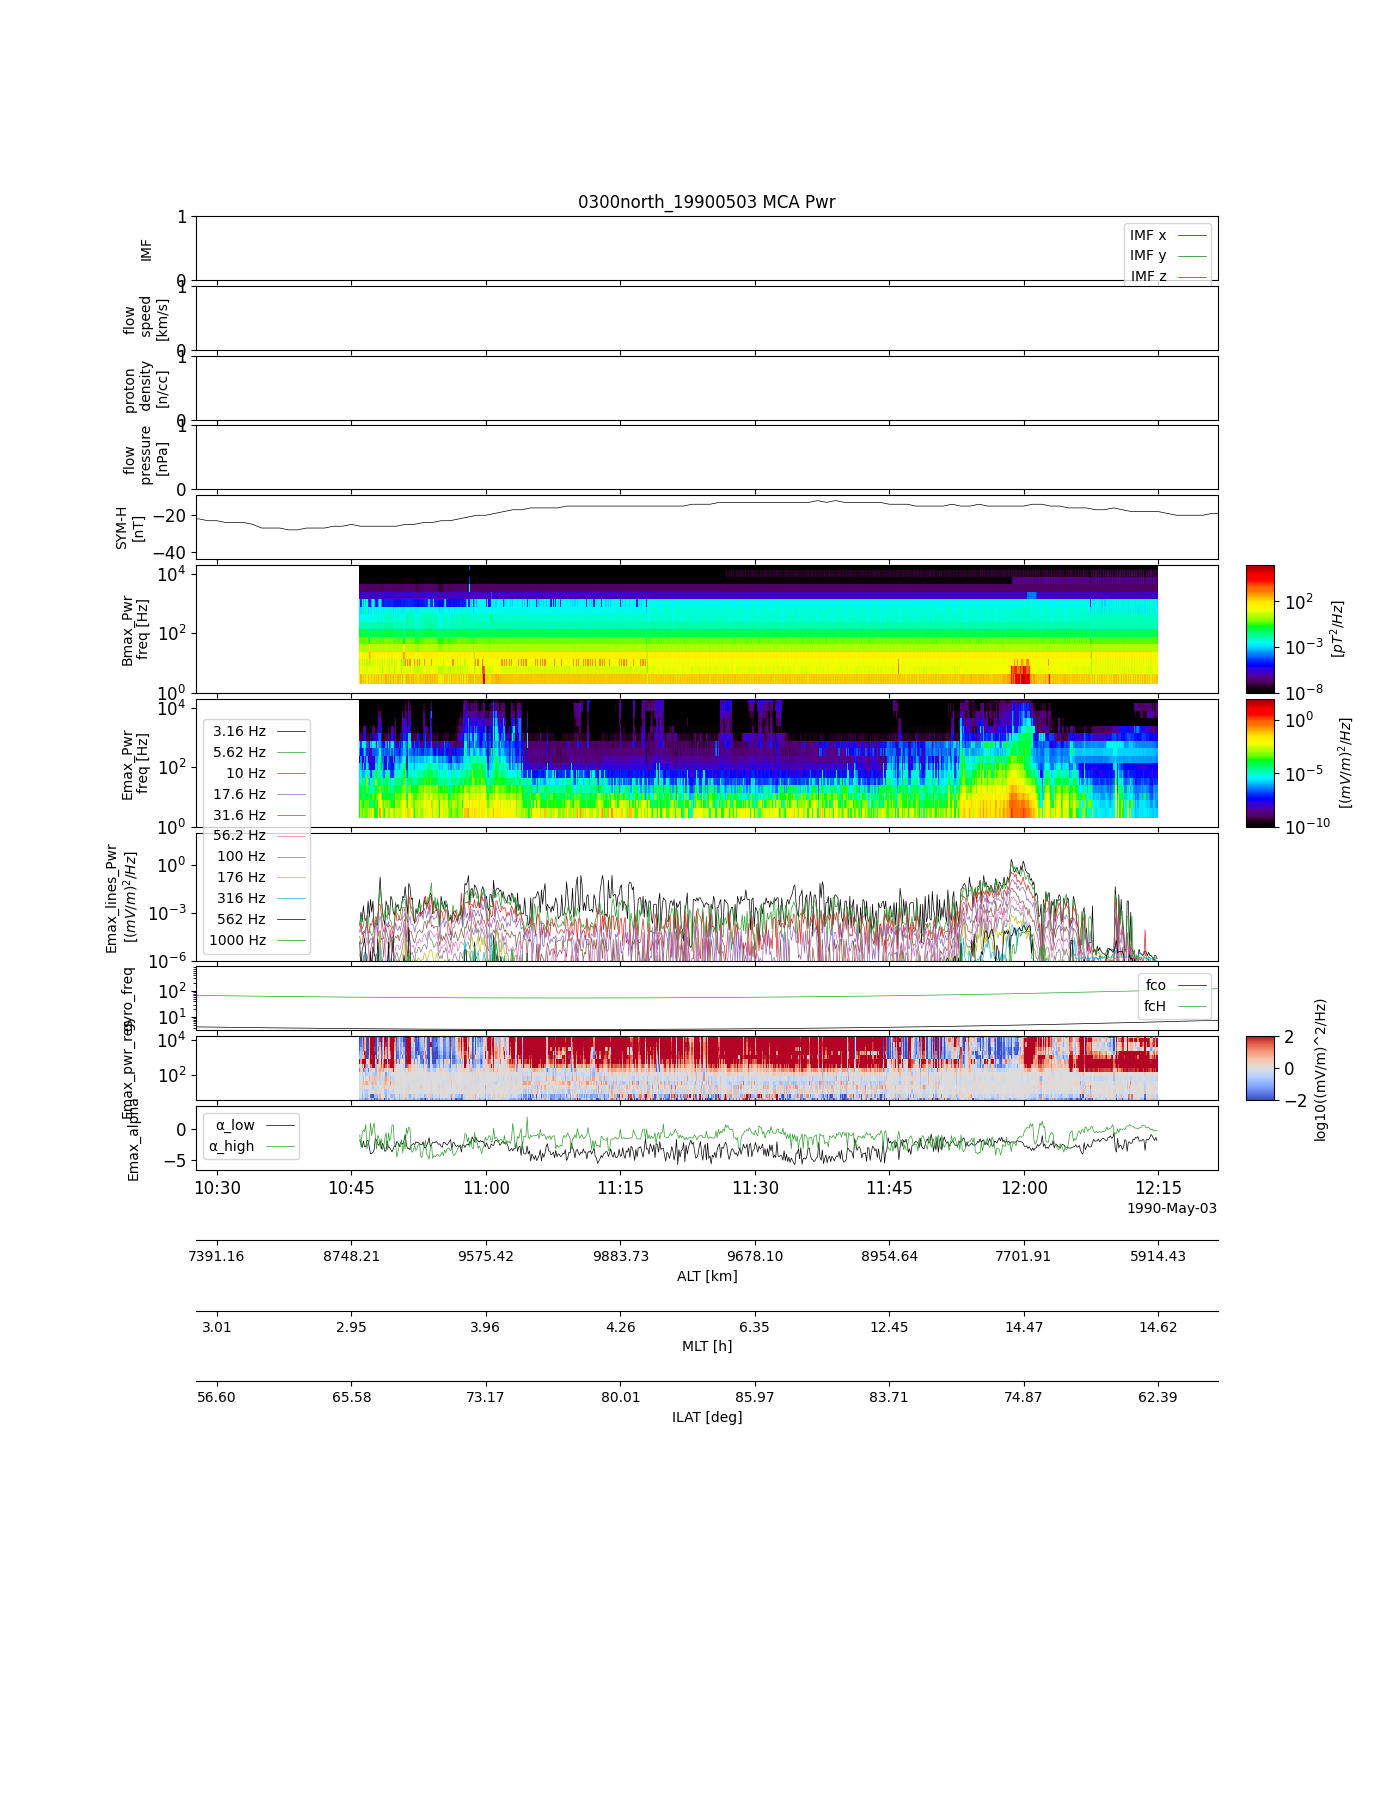 0300north_19900503 MCA Pwr
1
0
IMF
IMF x
IMF y
IMF z
1
0
flow
speed
[km/s]
1
0
proton
density
[n/cc]
1
0
flow
pressure
[nPa]
−20
−40
SYM-H
[nT]
10^4
10^2
10^0
Bmax_Pwr
freq [Hz]
10^2
10^−3
10^−8
[pT^2/Hz]
10^4
10^2
10^0
Emax_Pwr
freq [Hz]
10^0
10^−5
10^−10
[(mV/m)^2/Hz]
3.16 Hz
5.62 Hz
10 Hz
17.6 Hz
31.6 Hz
56.2 Hz
100 Hz
176 Hz
316 Hz
562 Hz
1000 Hz
10^0
10^−3
10^−6
Emax_lines_Pwr
[(mV/m)^2/Hz]
10^2
10^1
gyro_freq
fco
fcH
10^4
10^2
Emax_pwr_reg
2
0
−2
log10((mV/m)^2/Hz)
0
−5
Emax_alpha
α_low
α_high
10:30 10:45 11:00 11:15 11:30 11:45 12:00 12:15
1990-May-03
7391.16 8748.21 9575.42 9883.73 9678.10 8954.64 7701.91 5914.43
ALT [km]
3.01 2.95 3.96 4.26 6.35 12.45 14.47 14.62
MLT [h]
56.60 65.58 73.17 80.01 85.97 83.71 74.87 62.39
ILAT [deg]